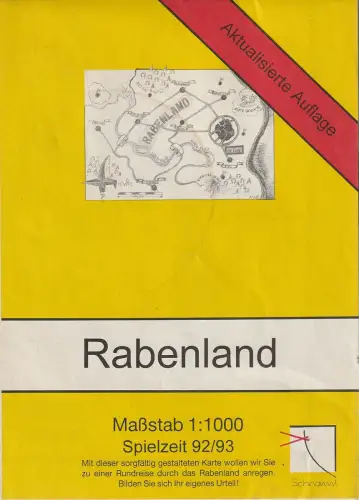 Aktualisierte Auflage
RABENLAND
Rabenland
Maßstab 1:1000
Spielzeit 92/93
Mit dieser sorgfältig gestalteten Karte wollen wir Sie
zu einer Rundreise durch das Rabenland anregen.
Bilden Sie sich ihr eigenes Urteil!
Schnawwl